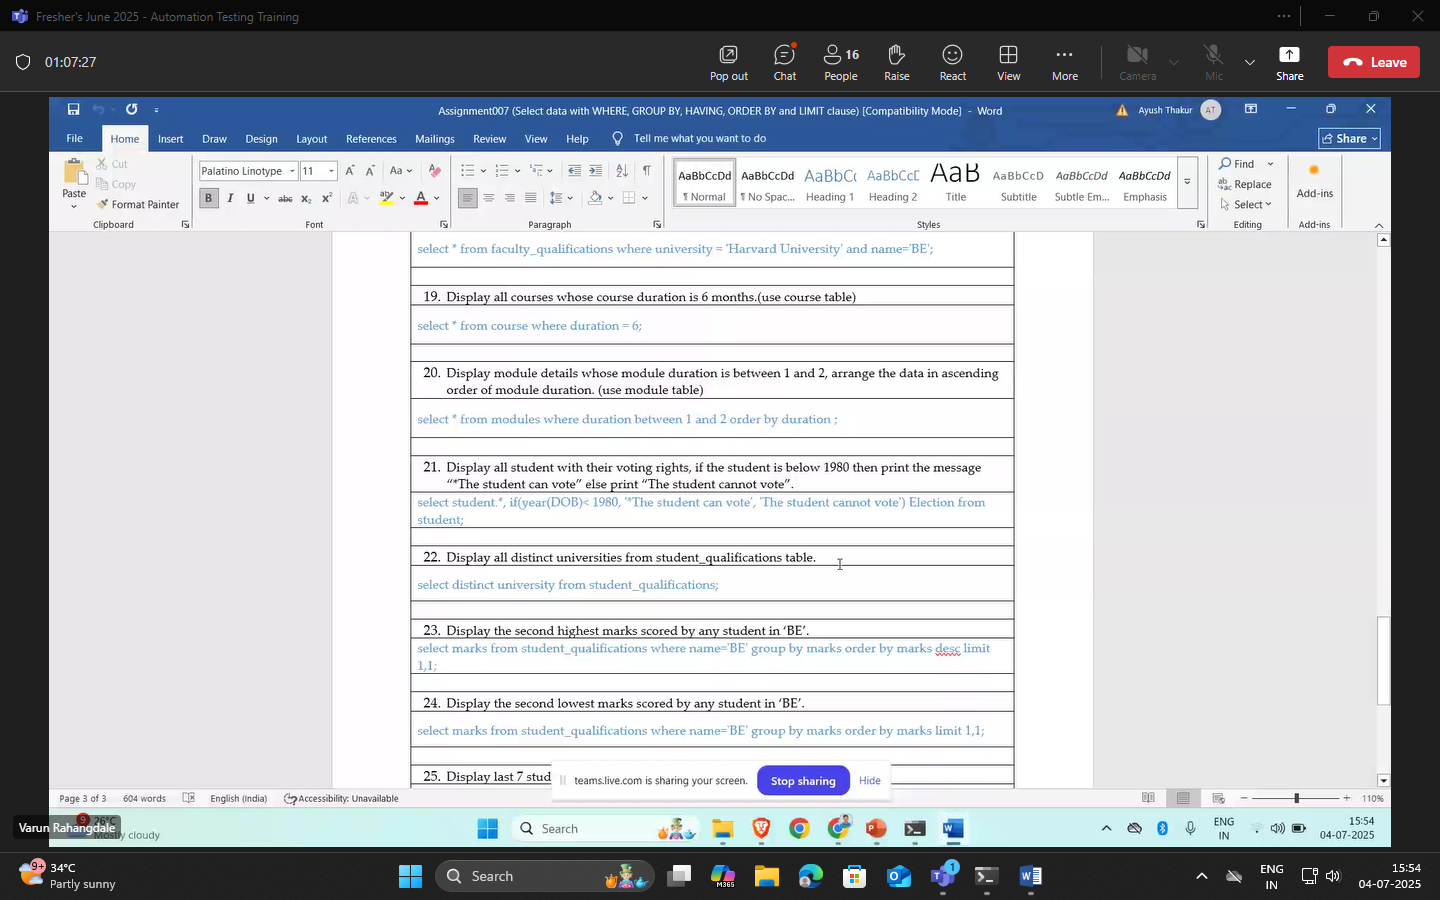 Fresher's June 2025 - Automation Testing Training
01:07:27
Pop out
Chat
16
People
Raise
React
View
More
Camera
Mic
Share
Leave
Assignment007 (Select data with WHERE, GROUP BY, HAVING, ORDER BY and LIMIT clause) [Compatibility Mode] - Word
Ayush Thakur
AT
File
Home
Insert
Draw
Design
Layout
References
Mailings
Review
View
Help
Tell me what you want to do
Share
Paste
Cut
Copy
Format Painter
Clipboard
Palatino Linotype
11
Font
Paragraph
AaBbCcDd
¶ Normal
AaBbCcDd
¶ No Spac...
AaBbCc
Heading 1
AaBbCcE
Heading 2
AaB
Title
AaBbCcD
Subtitle
AaBbCcDd
Subtle Em...
AaBbCcDd
Emphasis
Styles
Find
Replace
Select
Editing
Add-ins
Add-ins
select * from faculty_qualifications where university = 'Harvard University' and name='BE';
19. Display all courses whose course duration is 6 months.(use course table)
select * from course where duration = 6;
20. Display module details whose module duration is between 1 and 2, arrange the data in ascending
order of module duration. (use module table)
select * from modules where duration between 1 and 2 order by duration ;
21. Display all student with their voting rights, if the student is below 1980 then print the message
“*The student can vote” else print “The student cannot vote”.
select student.*, if(year(DOB)< 1980, '*The student can vote', 'The student cannot vote') Election from
student;
22. Display all distinct universities from student_qualifications table.
select distinct university from student_qualifications;
23. Display the second highest marks scored by any student in ‘BE’.
select marks from student_qualifications where name='BE' group by marks order by marks desc limit
1,1;
24. Display the second lowest marks scored by any student in ‘BE’.
select marks from student_qualifications where name='BE' group by marks order by marks limit 1,1;
25. Display last 7 stud
teams.live.com is sharing your screen.
Stop sharing
Hide
Page 3 of 3
604 words
English (India)
Accessibility: Unavailable
110%
Varun Rahangdale
9
26°C
Mostly cloudy
Search
ENG
IN
15:54
04-07-2025
9+
34°C
Partly sunny
Search
M365
1
ENG
IN
15:54
04-07-2025